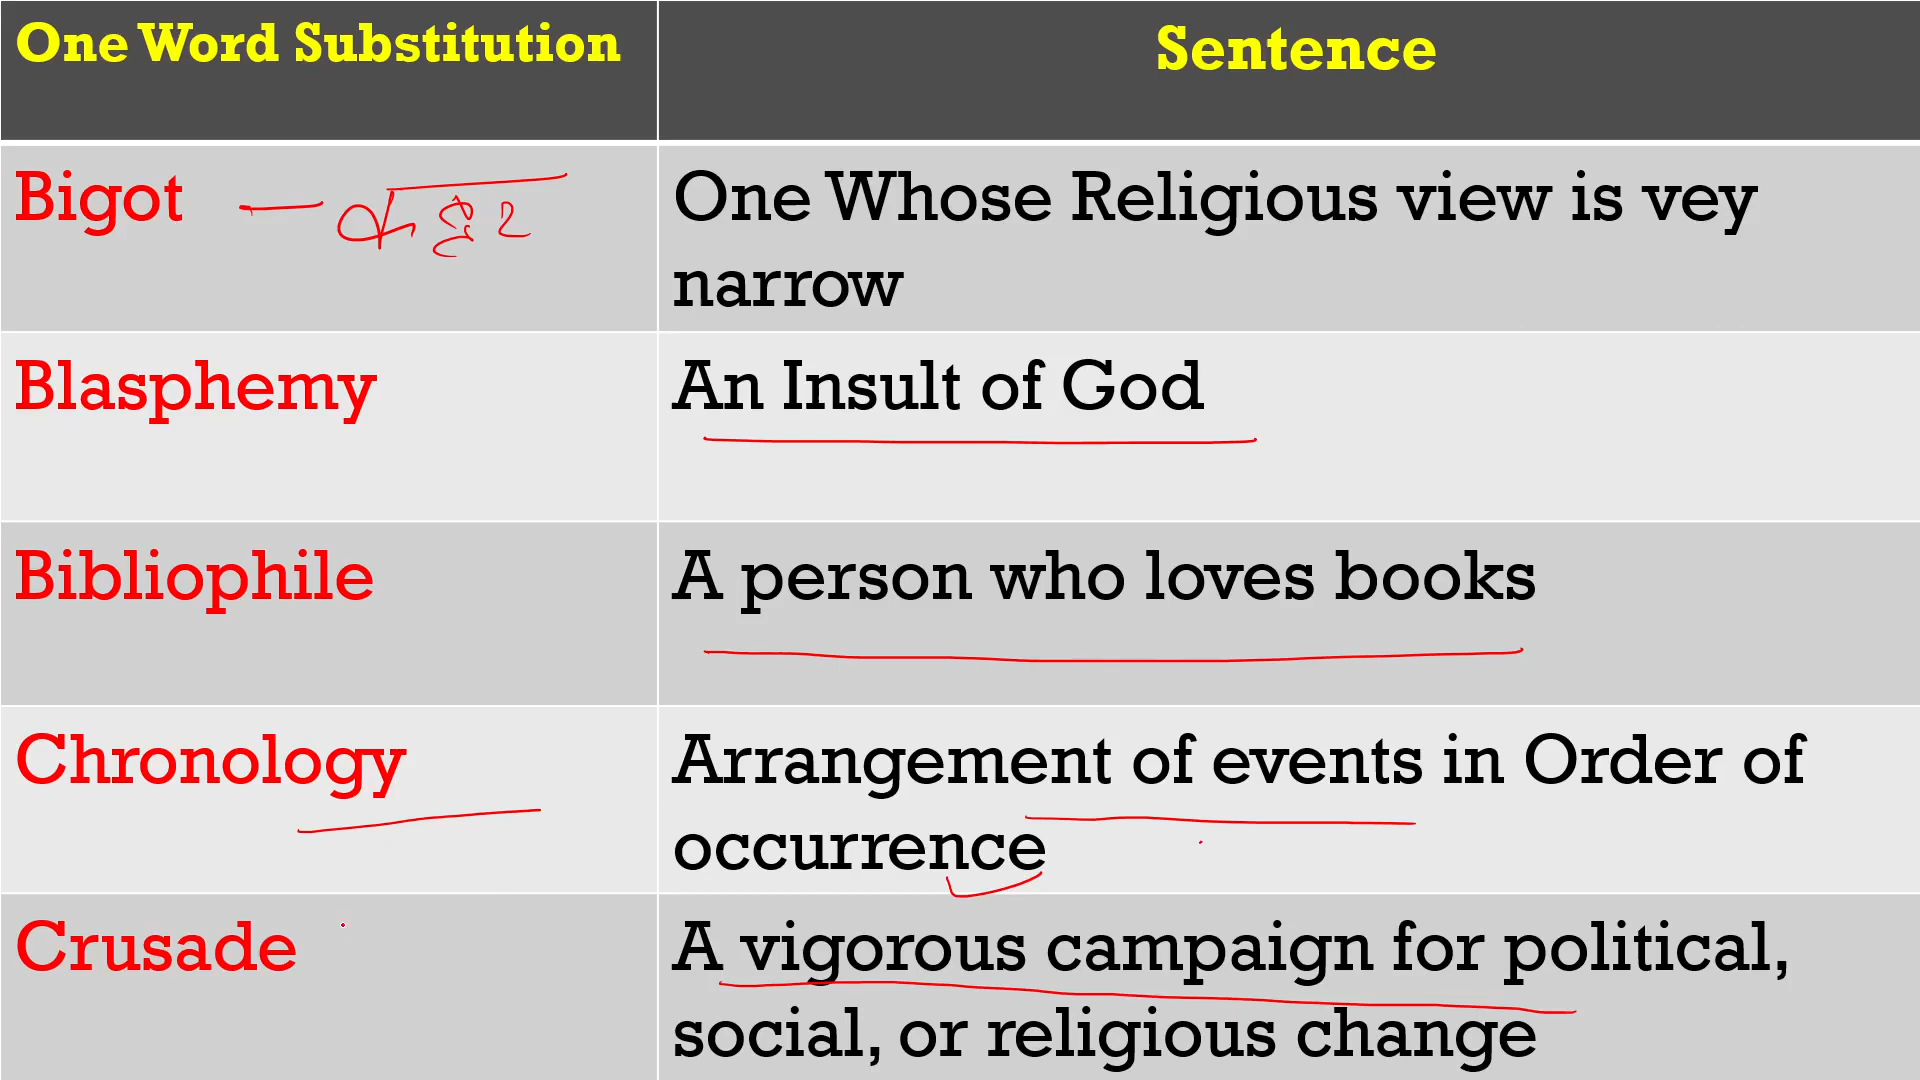 One Word Substitution
Sentence
Bigot
One Whose Religious view is vey
narrow
Blasphemy
An Insult of God
Bibliophile
A person who loves books
Chronology
Arrangement of events in Order of
occurrence
Crusade
A vigorous campaign for political,
social, or religious change